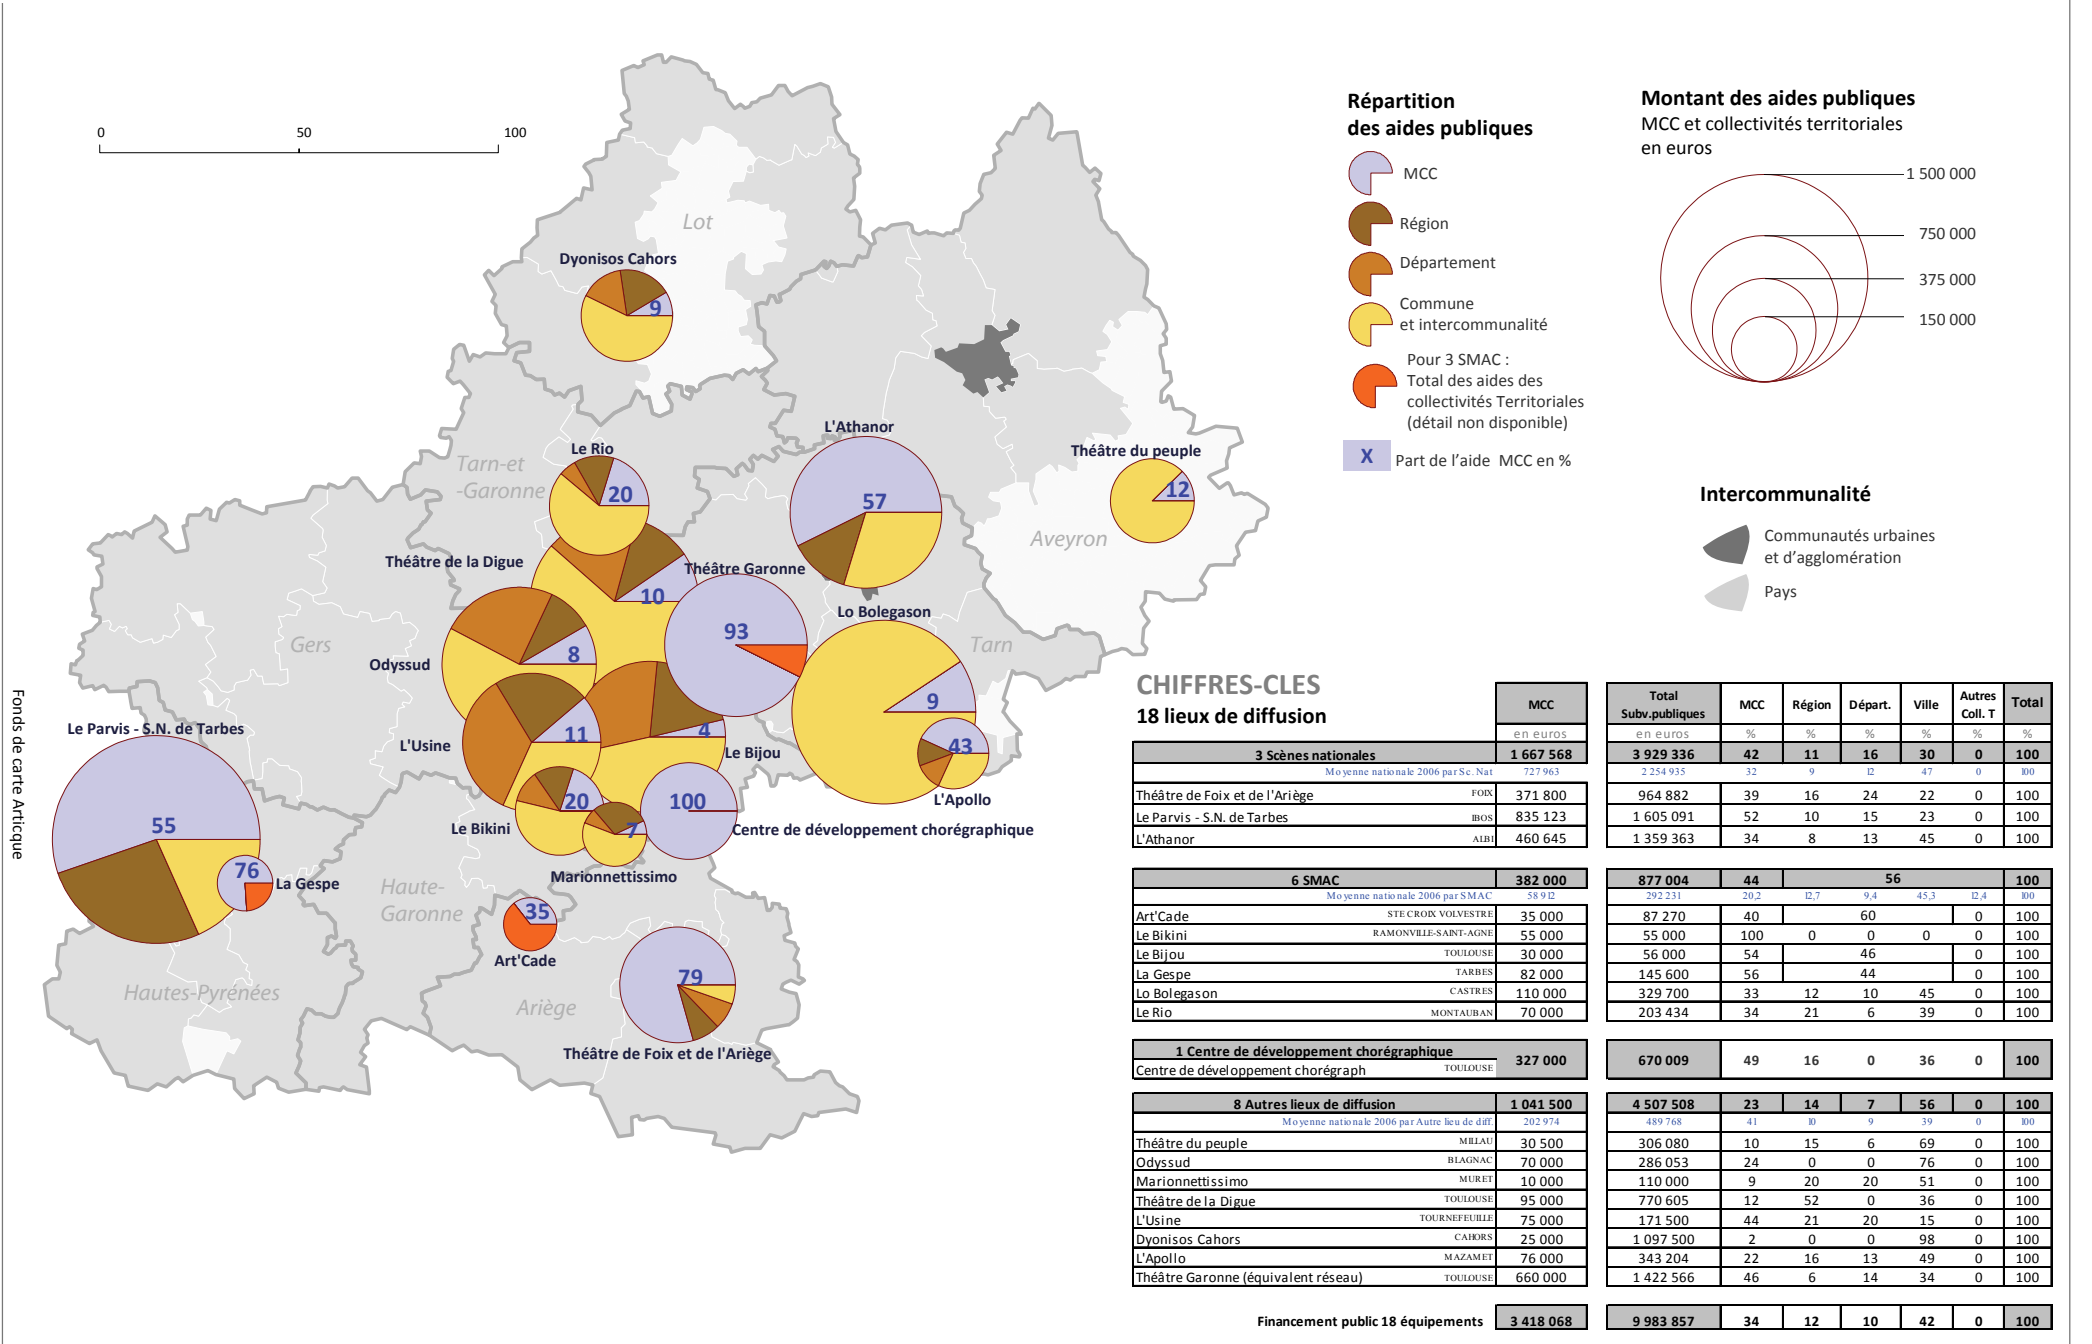 0 50 100
Répartition
des aides publiques
MCC
Région
Département
Commune
et intercommunalité
Pour 3 SMAC :
Total des aides des
collectivités Territoriales
(détail non disponible)
X Part de l'aide MCC en %
Montant des aides publiques
MCC et collectivités territoriales
en euros
1 500 000
750 000
375 000
150 000
Intercommunalité
Communautés urbaines
et d'agglomération
Pays
Lot
Dyonisos Cahors
9
L'Athanor
57
Le Rio
20
Tarn-et
-Garonne
Théâtre du peuple
12
Aveyron
Théâtre de la Digue
10
Théâtre Garonne
93
Lo Bolegason
9
Tarn
Gers
Odyssud
8
L'Usine
11
4
Le Bijou
43
L'Apollo
Le Parvis - S.N. de Tarbes
55
76
La Gespe
Le Bikini
20
7
Marionnettissimo
100
Centre de développement chorégraphique
Haute-
Garonne
35
Art'Cade
79
Théâtre de Foix et de l'Ariège
Ariège
Hautes-Pyrénées
Fonds de carte Articque
CHIFFRES-CLES
18 lieux de diffusion
MCC Total Subv.publiques MCC Région Départ. Ville Autres Coll. T Total
en euros en euros % % % % % %
3 Scènes nationales 1 667 568 3 929 336 42 11 16 30 0 100
Moyenne nationale 2006 par Sc. Nat 727 963 2 254 935 32 9 12 47 0 100
Théâtre de Foix et de l'Ariège FOIX 371 800 964 882 39 16 24 22 0 100
Le Parvis - S.N. de Tarbes IBOS 835 123 1 605 091 52 10 15 23 0 100
L'Athanor ALBI 460 645 1 359 363 34 8 13 45 0 100
6 SMAC 382 000 877 004 44 56 100
Moyenne nationale 2006 par SMAC 58 912 292 231 20,2 12,7 9,4 45,3 12,4 100
Art'Cade STE CROIX VOLVESTRE 35 000 87 270 40 60 0 100
Le Bikini RAMONVILLE-SAINT-AGNE 55 000 55 000 100 0 0 0 0 100
Le Bijou TOULOUSE 30 000 56 000 54 46 0 100
La Gespe TARBES 82 000 145 600 56 44 0 100
Lo Bolegason CASTRES 110 000 329 700 33 12 10 45 0 100
Le Rio MONTAUBAN 70 000 203 434 34 21 6 39 0 100
1 Centre de développement chorégraphique 327 000 670 009 49 16 0 36 0 100
Centre de développement chorégraph TOULOUSE
8 Autres lieux de diffusion 1 041 500 4 507 508 23 14 7 56 0 100
Moyenne nationale 2006 par Autre lieu de diff. 202 974 489 768 41 10 9 39 0 100
Théâtre du peuple MILLAU 30 500 306 080 10 15 6 69 0 100
Odyssud BLAGNAC 70 000 286 053 24 0 0 76 0 100
Marionnettissimo MURET 10 000 110 000 9 20 20 51 0 100
Théâtre de la Digue TOULOUSE 95 000 770 605 12 52 0 36 0 100
L'Usine TOURNEFEUILLE 75 000 171 500 44 21 20 15 0 100
Dyonisos Cahors CAHORS 25 000 1 097 500 2 0 0 98 0 100
L'Apollo MAZAMET 76 000 343 204 22 16 13 49 0 100
Théâtre Garonne (équivalent réseau) TOULOUSE 660 000 1 422 566 46 6 14 34 0 100
Financement public 18 équipements 3 418 068 9 983 857 34 12 10 42 0 100